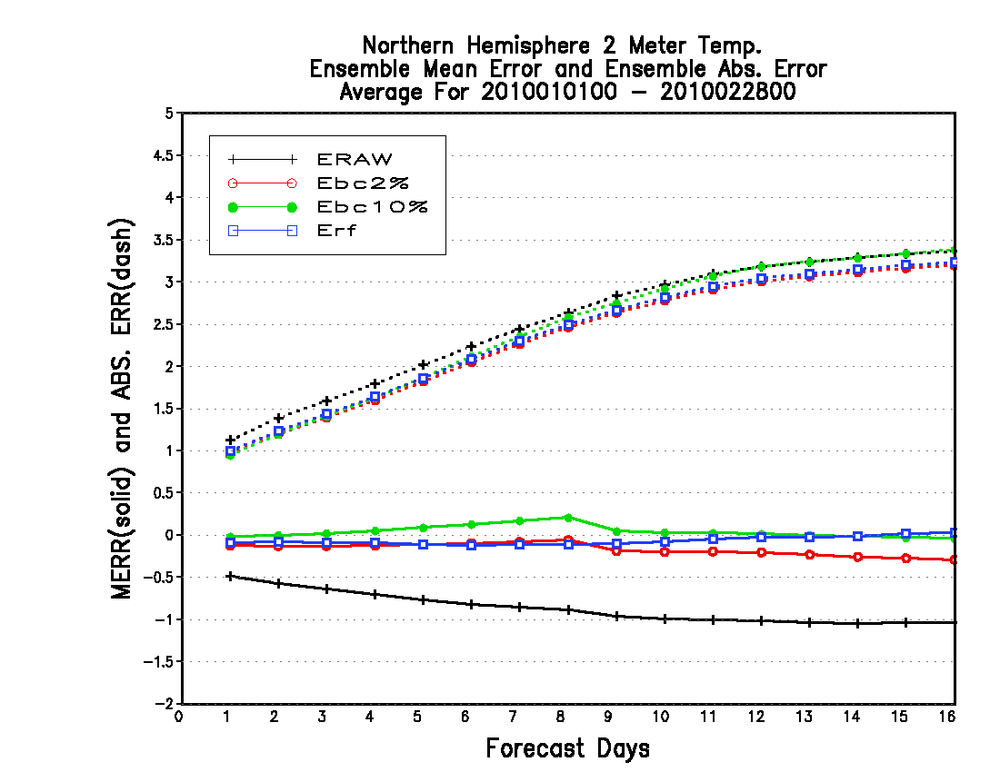 Northern Hemisphere 2 Meter Temp.
Ensemble Mean Error and Ensemble Abs. Error
Average For 2010010100 – 2010022800
ERAW
Ebc2%
Ebc10%
Erf
MERR(solid) and ABS. ERR(dash)
5
4.5
4
3.5
3
2.5
2
1.5
1
0.5
0
−0.5
−1
−1.5
−2
0 1 2 3 4 5 6 7 8 9 10 11 12 13 14 15 16
Forecast Days